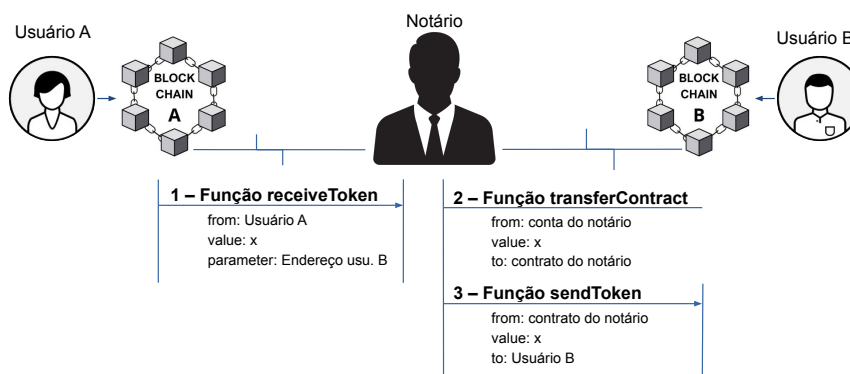 Usuário A
Notário
Usuário B
BLOCK
CHAIN
A
BLOCK
CHAIN
B
1 – Função receiveToken
from: Usuário A
value: x
parameter: Endereço usu. B
2 – Função transferContract
from: conta do notário
value: x
to: contrato do notário
3 – Função sendToken
from: contrato do notário
value: x
to: Usuário B